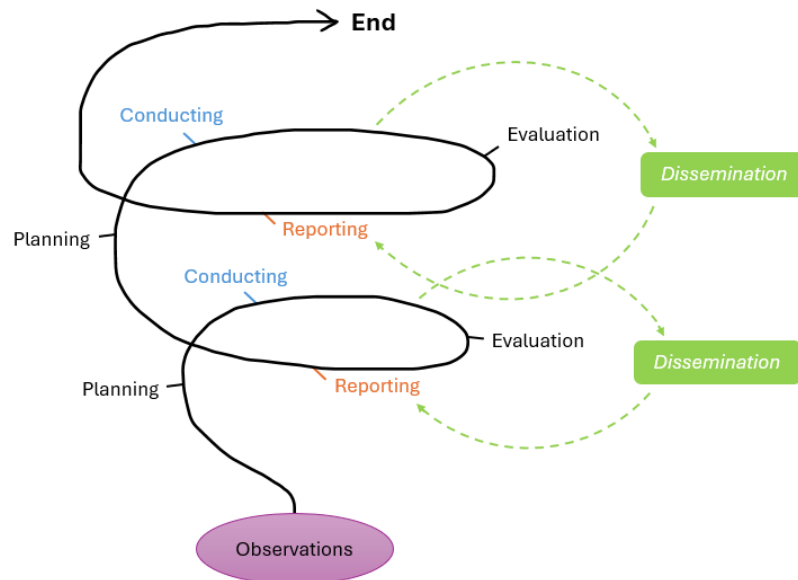 End
Conducting
Evaluation
Dissemination
Reporting
Planning
Conducting
Evaluation
Dissemination
Reporting
Planning
Observations